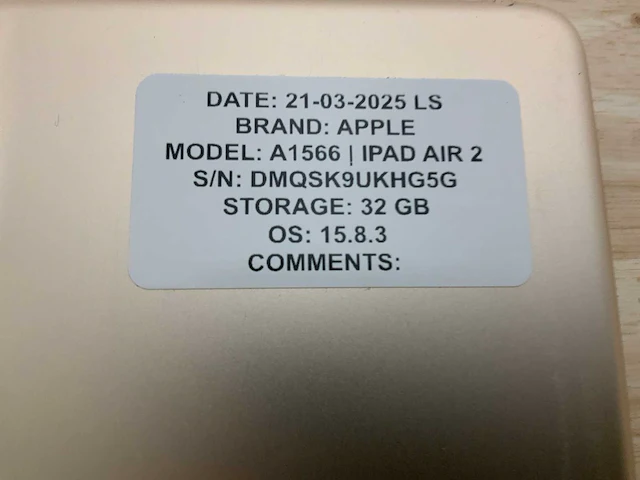 DATE: 21-03-2025 LS
BRAND: APPLE
MODEL: A1566 | IPAD AIR 2
S/N: DMQSK9UKHG5G
STORAGE: 32 GB
OS: 15.8.3
COMMENTS: